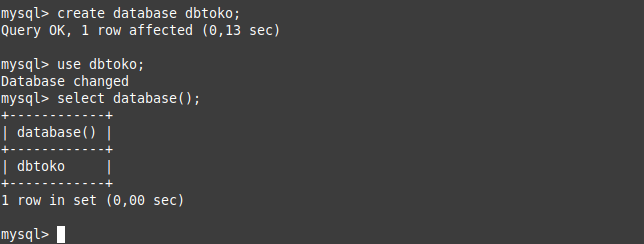 mysql> create database dbtoko;
Query OK, 1 row affected (0,13 sec)

mysql> use dbtoko;
Database changed
mysql> select database();
+------------+
| database() |
+------------+
| dbtoko     |
+------------+
1 row in set (0,00 sec)

mysql>